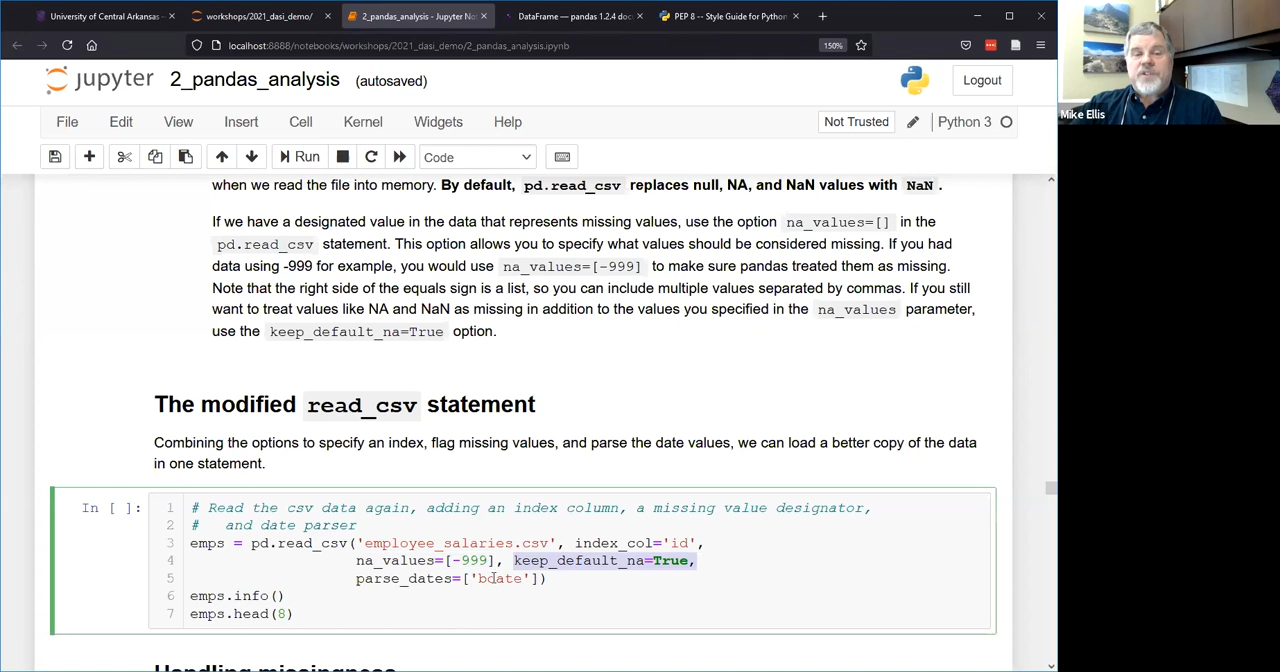 University of Central Arkansas
workshops/2021_dasi_demo/
2_pandas_analysis - Jupyter No
DataFrame — pandas 1.2.4 doc
PEP 8 -- Style Guide for Python
localhost:8888/notebooks/workshops/2021_dasi_demo/2_pandas_analysis.ipynb
150%
jupyter 2_pandas_analysis (autosaved)
Logout
File Edit View Insert Cell Kernel Widgets Help
Not Trusted
Python 3
Run
Code
Mike Ellis
when we read the file into memory. By default, pd.read_csv replaces null, NA, and NaN values with NaN.
If we have a designated value in the data that represents missing values, use the option na_values=[] in the
pd.read_csv statement. This option allows you to specify what values should be considered missing. If you had
data using -999 for example, you would use na_values=[-999] to make sure pandas treated them as missing.
Note that the right side of the equals sign is a list, so you can include multiple values separated by commas. If you still
want to treat values like NA and NaN as missing in addition to the values you specified in the na_values parameter,
use the keep_default_na=True option.
The modified read_csv statement
Combining the options to specify an index, flag missing values, and parse the date values, we can load a better copy of the data
in one statement.
In [ ]:
1 # Read the csv data again, adding an index column, a missing value designator,
2 # and date parser
3 emps = pd.read_csv('employee_salaries.csv', index_col='id',
4 na_values=[-999], keep_default_na=True,
5 parse_dates=['bdate'])
6 emps.info()
7 emps.head(8)
Handling missingness